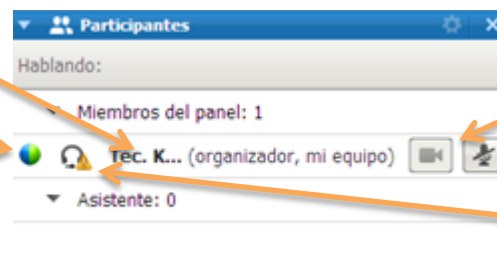 Participantes
Hablando:
Miembros del panel: 1
Tec. K... (organizador, mi equipo)
Asistente: 0